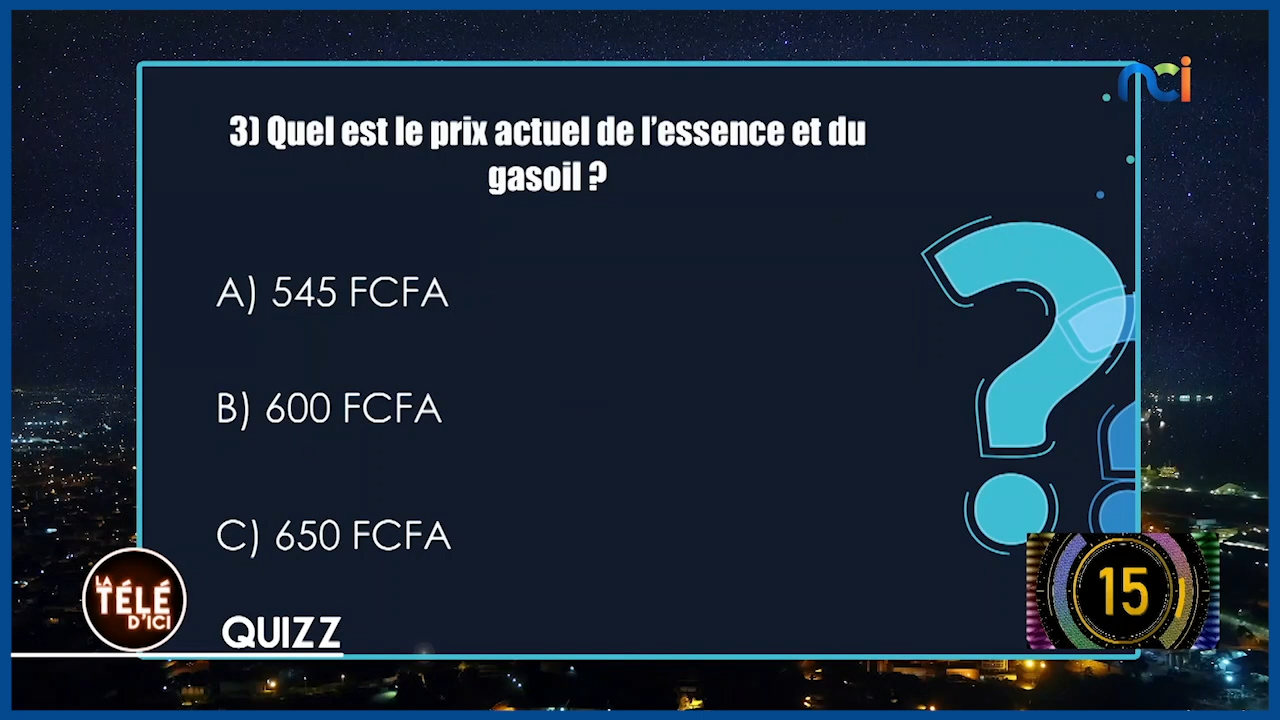 nci
3) Quel est le prix actuel de l'essence et du
gasoil ?
A) 545 FCFA
B) 600 FCFA
C) 650 FCFA
LA
TÉLÉ
D'ICI
QUIZZ
15